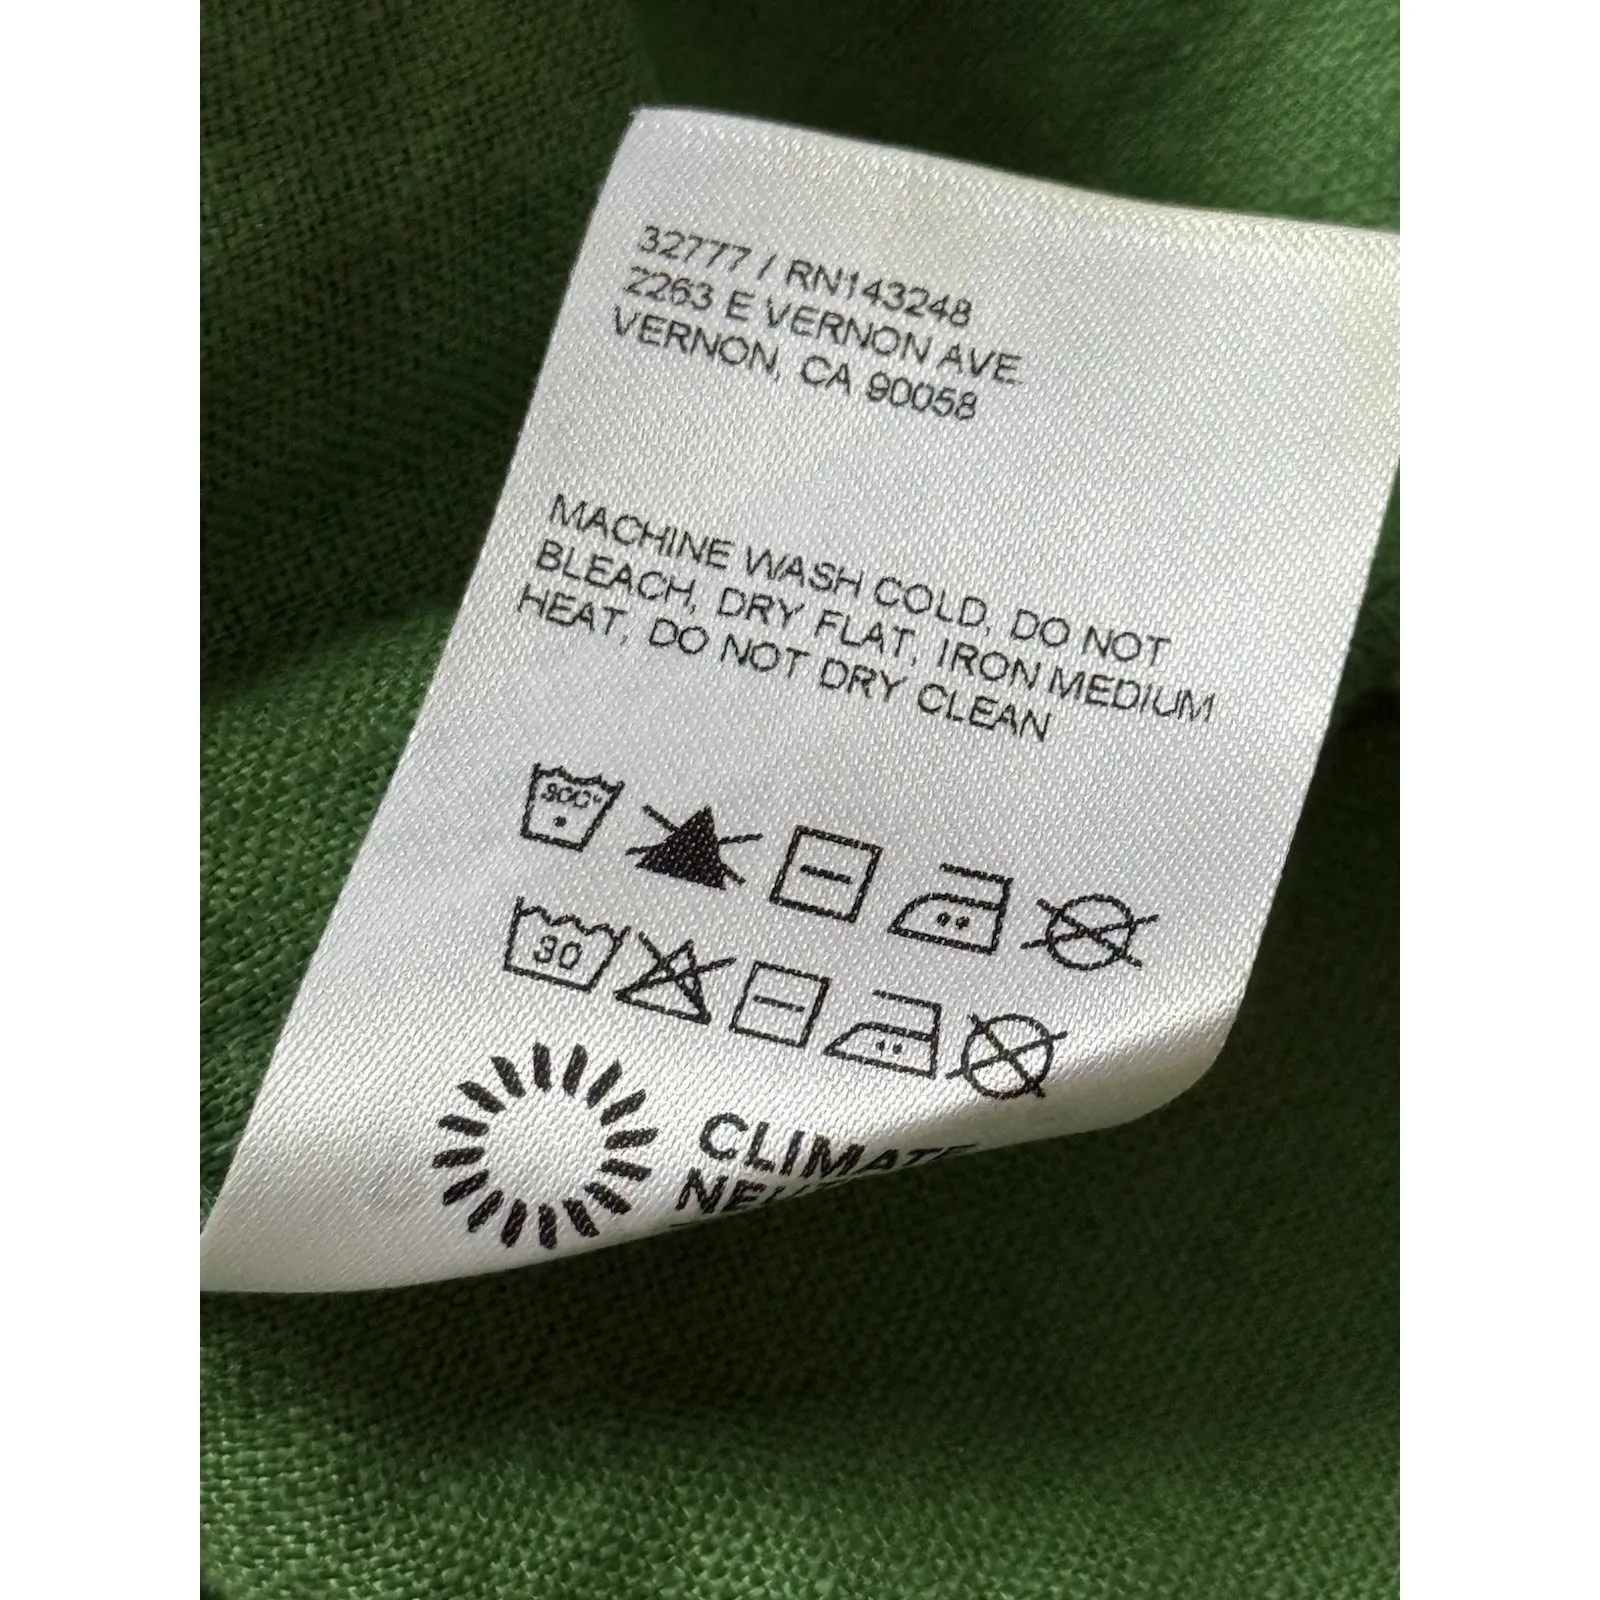 32777 / RN143248
2263 E VERNON AVE.
VERNON, CA 90058
MACHINE WASH COLD, DO NOT
BLEACH, DRY FLAT, IRON MEDIUM
HEAT, DO NOT DRY CLEAN
30
CLIMATE